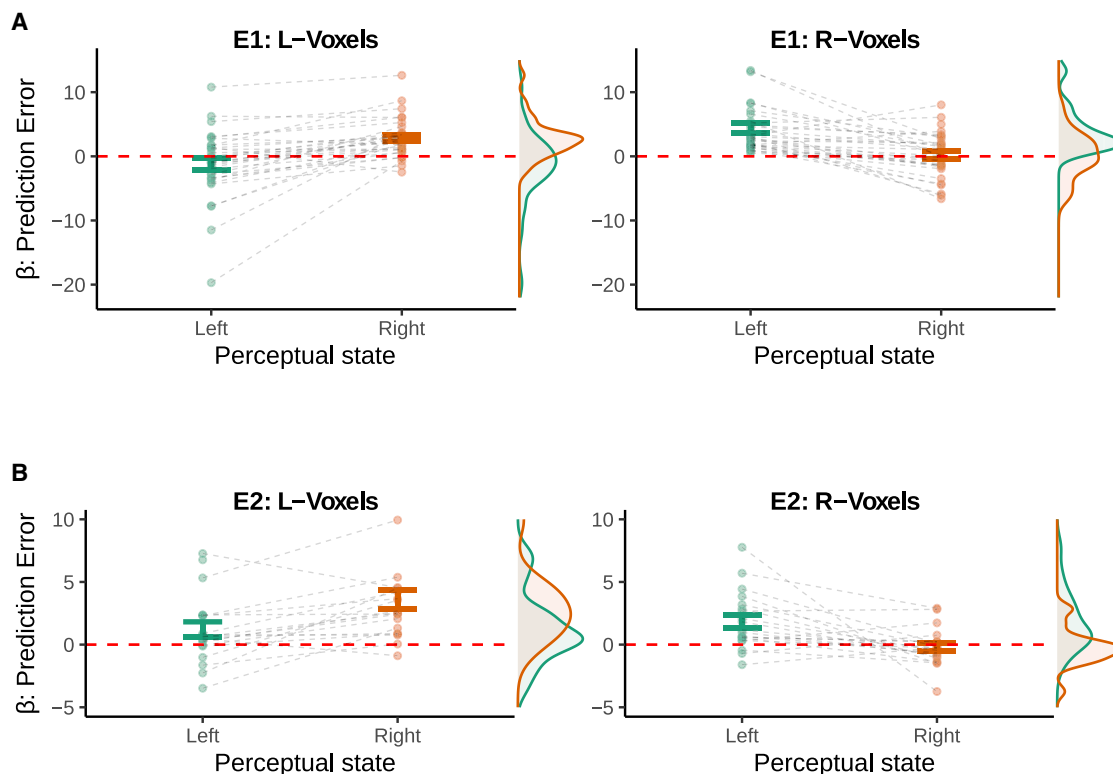 A
E1: L−Voxels
E1: R−Voxels
β: Prediction Error
10
0
−10
−20
10
0
−10
−20
Left
Right
Left
Right
Perceptual state
Perceptual state
B
E2: L−Voxels
E2: R−Voxels
β: Prediction Error
10
5
0
−5
10
5
0
−5
Left
Right
Left
Right
Perceptual state
Perceptual state